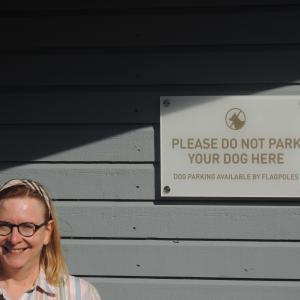 PLEASE DO NOT PARK
YOUR DOG HERE
DOG PARKING AVAILABLE BY FLAGPOLES